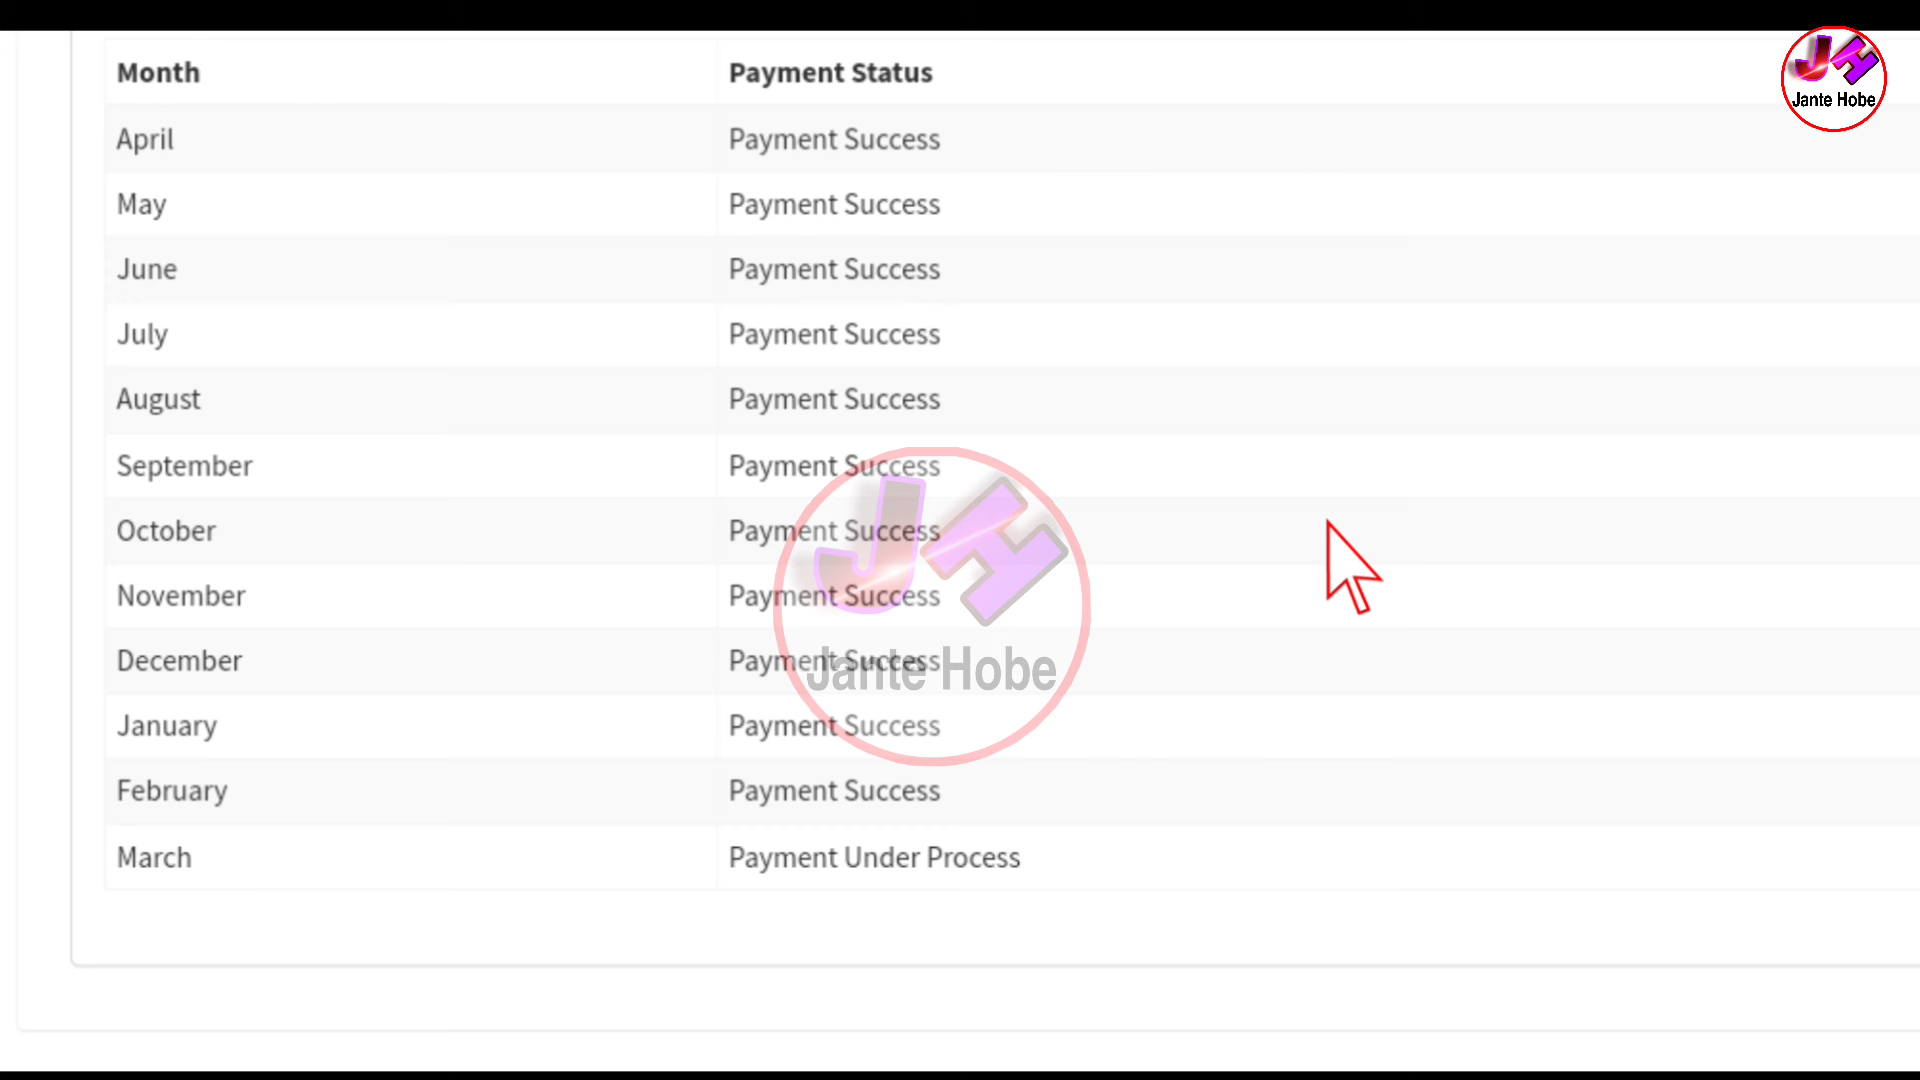 Month Payment Status
Jante Hobe
April Payment Success
May Payment Success
June Payment Success
July Payment Success
August Payment Success
September Payment Success
October Payment Success
November Payment Success
December Payment Success
Jante Hobe
January Payment Success
February Payment Success
March Payment Under Process